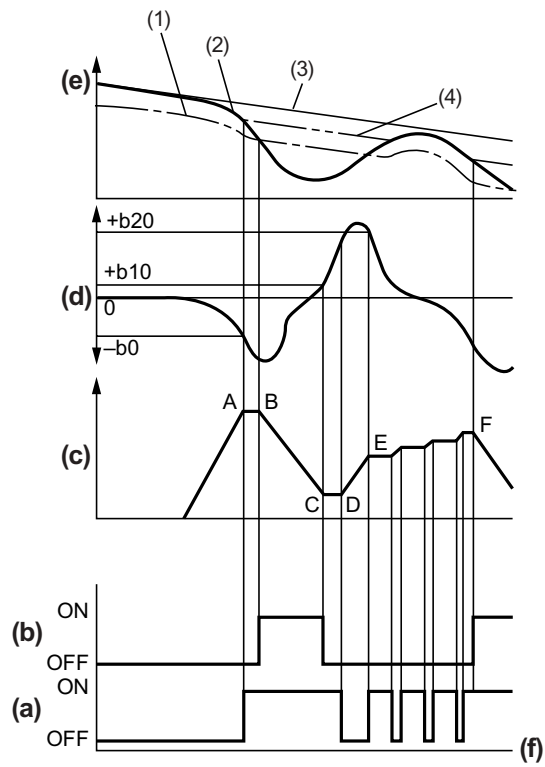 (1)
(2)
(3)
(4)
(e)
+b20
+b10
(d)
0
–b0
A B
F
(c)
E
C D
ON
(b)
OFF
ON
(a)
OFF
(f)